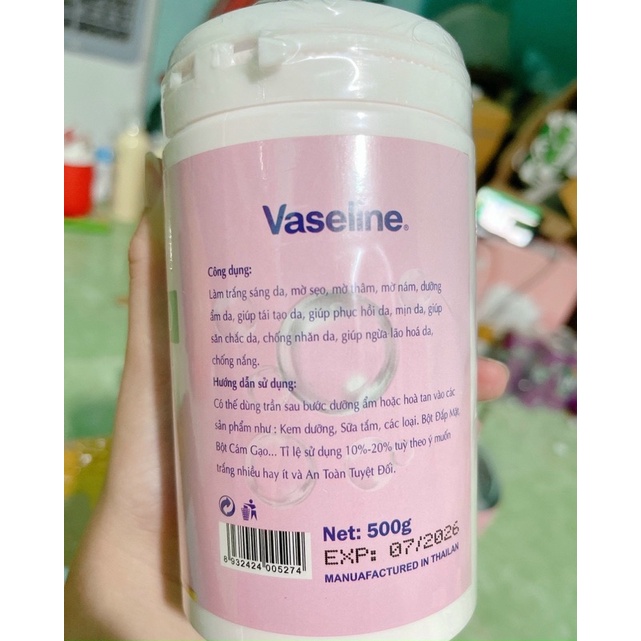 Vaseline®
Công dụng:
Làm trắng sáng da, mờ sẹo, mờ thâm, mờ nám, dưỡng
ẩm da, giúp tái tạo da, giúp phục hồi da, mịn da, giúp
săn chắc da, chống nhăn da, giúp ngừa lão hoá da,
chống nắng.
Hướng dẫn sử dụng:
Có thể dùng trần sau bước dưỡng ẩm hoặc hoà tan vào các
sản phẩm như : Kem dưỡng, Sữa tắm, các loại. Bột Đắp Mặt,
Bột Cám Gạo... Tỉ lệ sử dụng 10%-20% tuỳ theo ý muốn
trắng nhiều hay ít và An Toàn Tuyệt Đối.
Net: 500g
EXP: 07/2026
MANUAFACTURED IN THAILAN
8 932424 005274